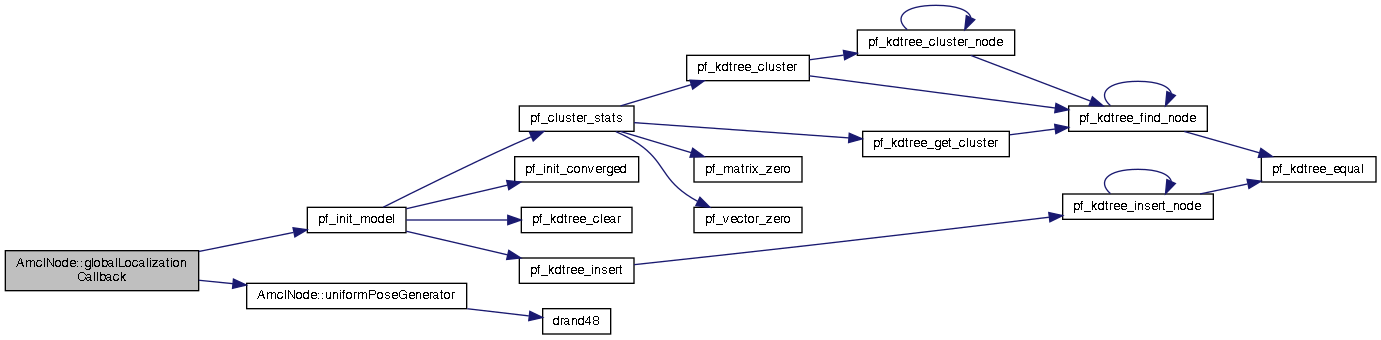 AmclNode::globalLocalization
Callback
pf_init_model
AmclNode::uniformPoseGenerator
drand48
pf_cluster_stats
pf_init_converged
pf_kdtree_clear
pf_kdtree_insert
pf_kdtree_cluster
pf_matrix_zero
pf_vector_zero
pf_kdtree_cluster_node
pf_kdtree_get_cluster
pf_kdtree_find_node
pf_kdtree_insert_node
pf_kdtree_equal